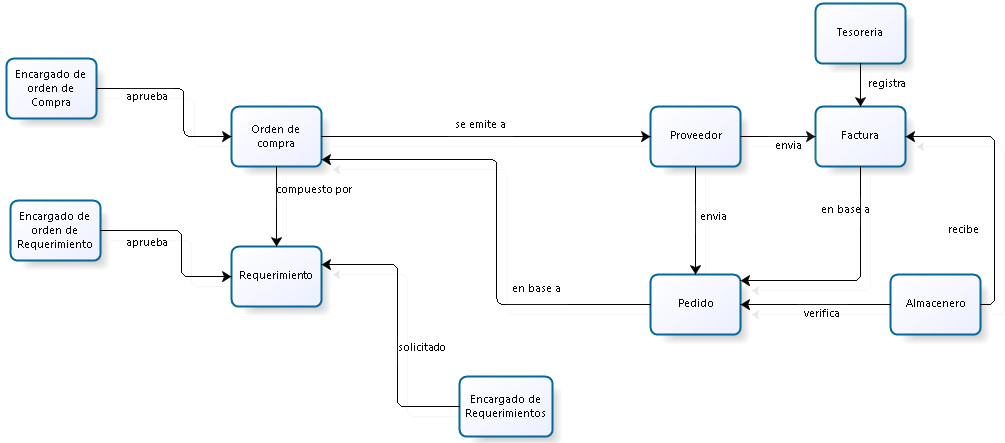 Tesoreria
Encargado de
orden de
Compra
aprueba
registra
Orden de
compra
se emite a
Proveedor
envia
Factura
compuesto por
Encargado de
orden de
Requerimiento
aprueba
envia
en base a
recibe
Requerimiento
en base a
Pedido
verifica
Almacenero
solicitado
Encargado de
Requerimientos